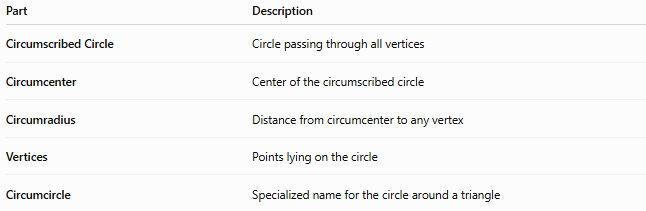 Part Description
Circumscribed Circle Circle passing through all vertices
Circumcenter Center of the circumscribed circle
Circumradius Distance from circumcenter to any vertex
Vertices Points lying on the circle
Circumcircle Specialized name for the circle around a triangle